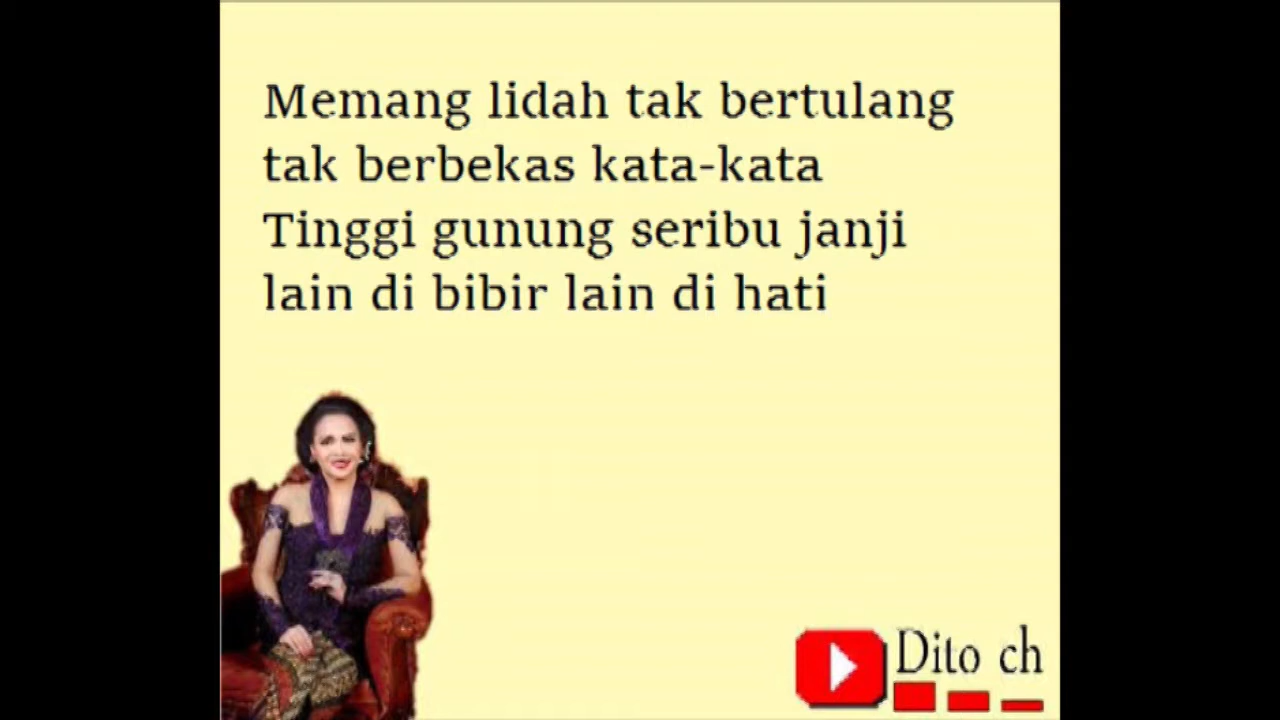 Memang lidah tak bertulang
tak berbekas kata-kata
Tinggi gunung seribu janji
lain di bibir lain di hati
Dito ch